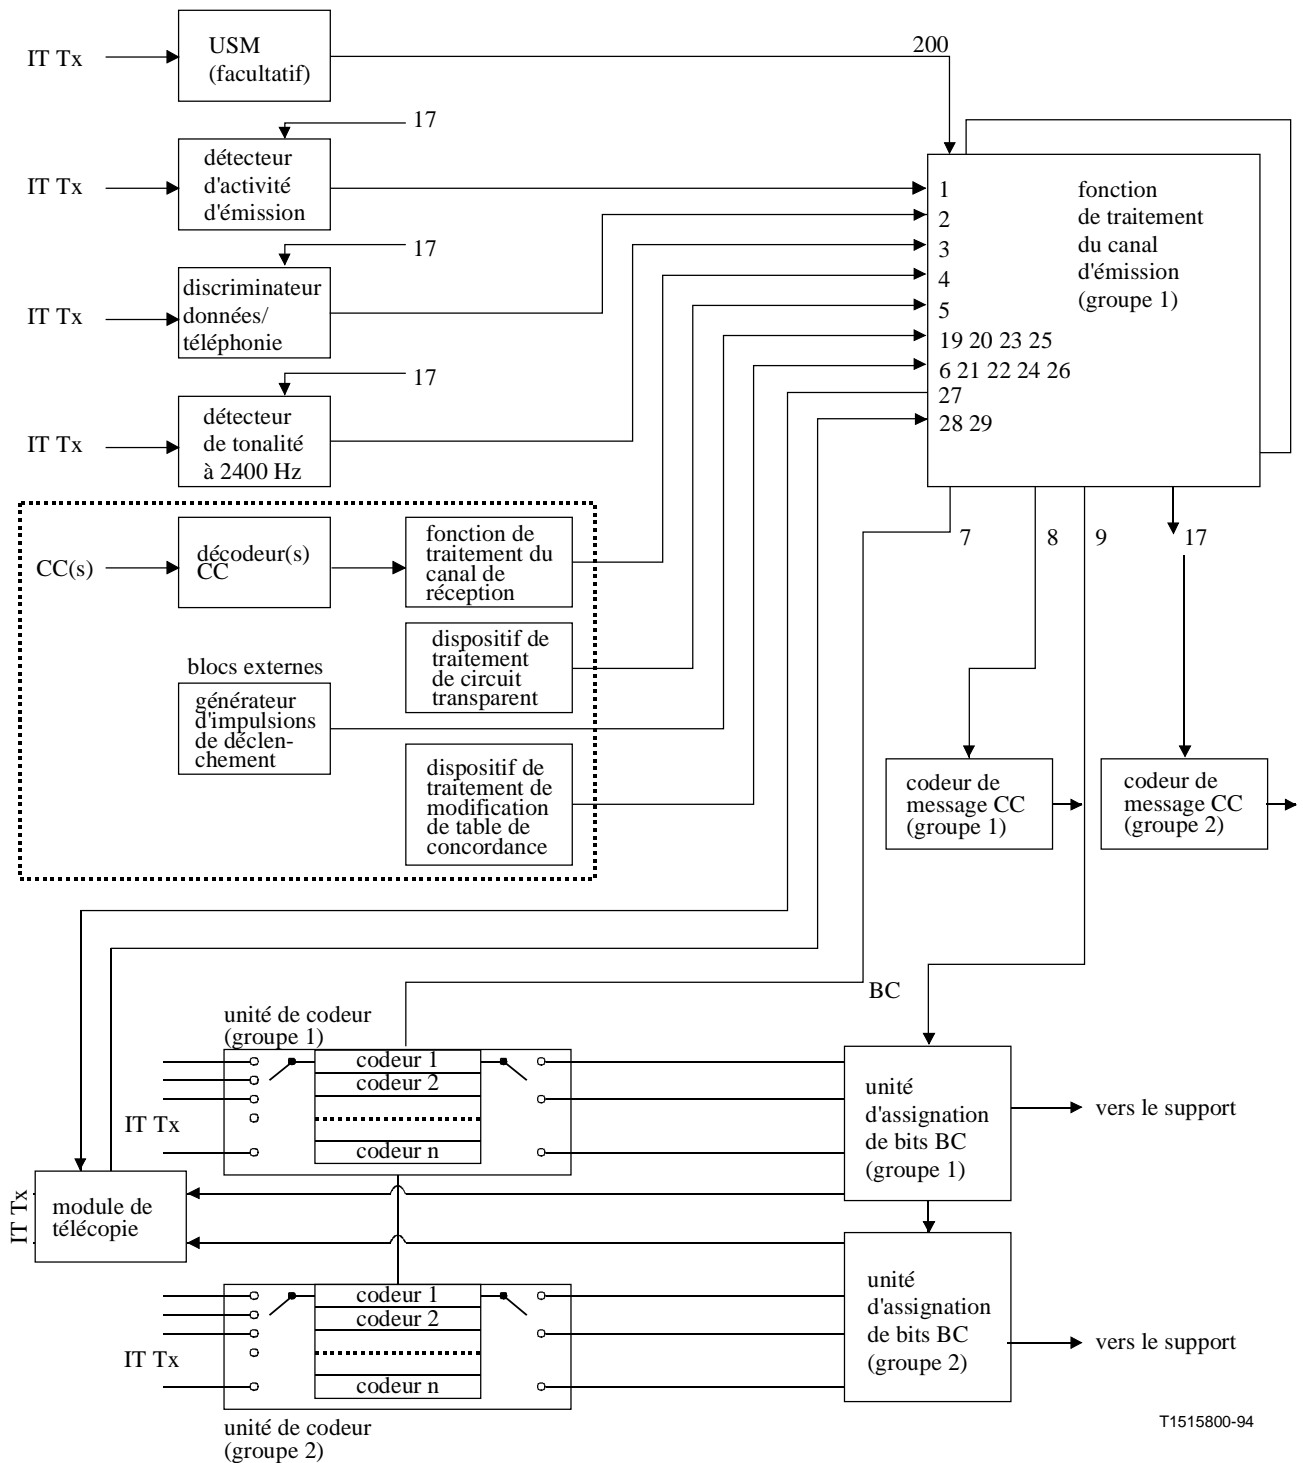 IT Tx
USM
(facultatif)
200
17
IT Tx
détecteur
d'activité
d'émission
17
IT Tx
discriminateur
données/
téléphonie
17
IT Tx
détecteur
de tonalité
à 2400 Hz
1
2
3
4
5
19 20 23 25
6 21 22 24 26
27
28 29
fonction
de traitement
du canal
d'émission
(groupe 1)
7
8
9
17
CC(s)
décodeur(s)
CC
fonction de
traitement du
canal de
réception
dispositif de
traitement
de circuit
transparent
blocs externes
générateur
d'impulsions
de déclen-
chement
dispositif de
traitement de
modification
de table de
concordance
codeur de
message CC
(groupe 1)
codeur de
message CC
(groupe 2)
BC
unité de codeur
(groupe 1)
codeur 1
codeur 2
codeur n
IT Tx
unité
d'assignation
de bits BC
(groupe 1)
vers le support
IT Tx
module de
télécopie
codeur 1
codeur 2
codeur n
IT Tx
unité
d'assignation
de bits BC
(groupe 2)
vers le support
unité de codeur
(groupe 2)
T1515800-94